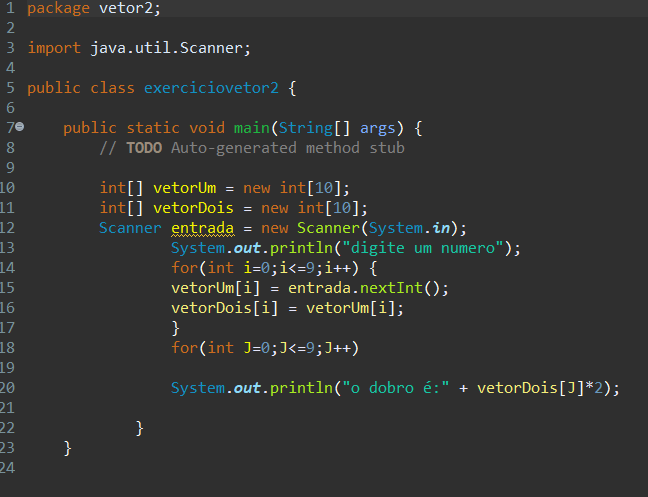 1 package vetor2;
2
3 import java.util.Scanner;
4
5 public class exerciciovetor2 {
6
7 public static void main(String[] args) {
8 // TODO Auto-generated method stub
9
10 int[] vetorUm = new int[10];
11 int[] vetorDois = new int[10];
12 Scanner entrada = new Scanner(System.in);
13 System.out.println("digite um numero");
14 for(int i=0;i<=9;i++) {
15 vetorUm[i] = entrada.nextInt();
16 vetorDois[i] = vetorUm[i];
17 }
18 for(int J=0;J<=9;J++)
19
20 System.out.println("o dobro é:" + vetorDois[J]*2);
21
22 }
23 }
24